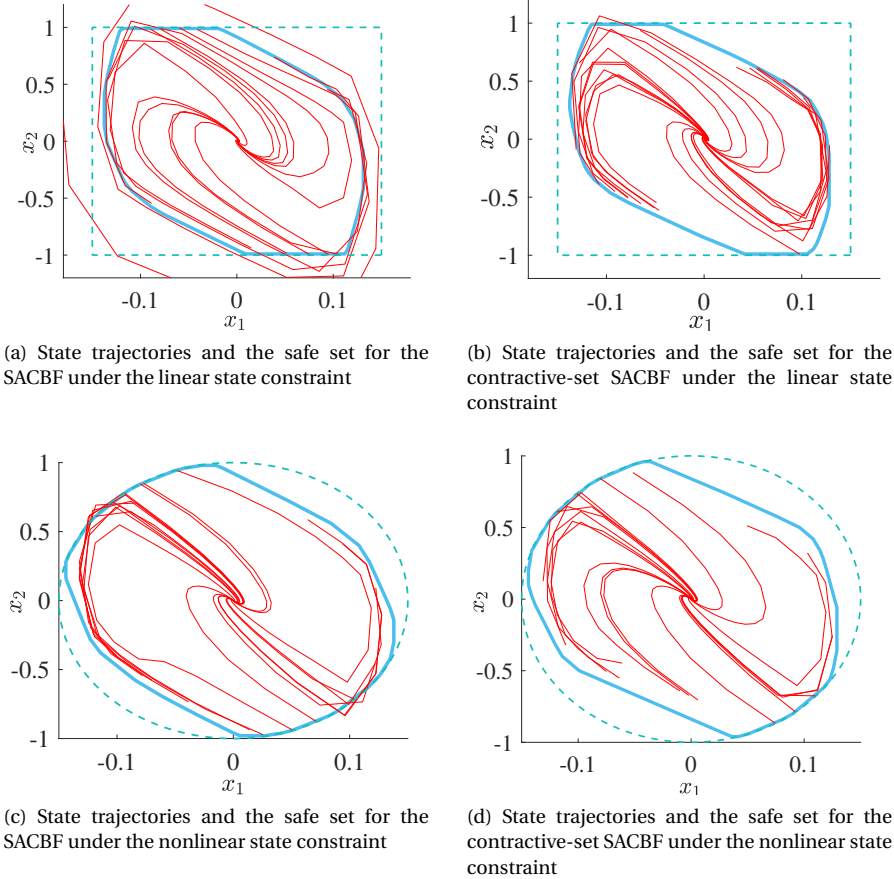 1
0.5
0
-0.5
-1
x2
-0.1
0
0.1
x1
(a) State trajectories and the safe set for the
SACBF under the linear state constraint
1
0.5
0
-0.5
-1
x2
-0.1
0
0.1
x1
(b) State trajectories and the safe set for the
contractive-set SACBF under the linear state
constraint
1
0.5
0
-0.5
-1
x2
-0.1
0
0.1
x1
(c) State trajectories and the safe set for the
SACBF under the nonlinear state constraint
1
0.5
0
-0.5
-1
x2
-0.1
0
0.1
x1
(d) State trajectories and the safe set for the
contractive-set SACBF under the nonlinear state
constraint